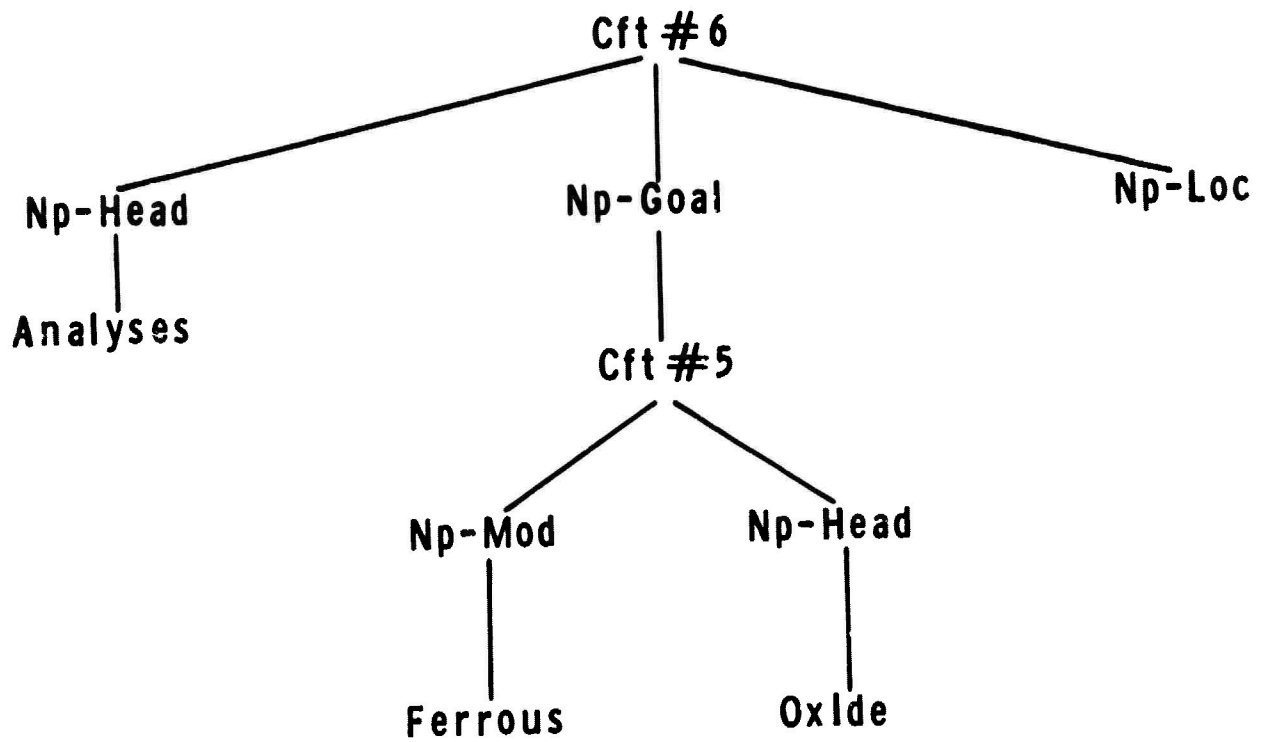 Cft #6
Np-Head Np-Goal Np-Loc
Analyses
Cft #5
Np-Mod Np-Head
Ferrous Oxide